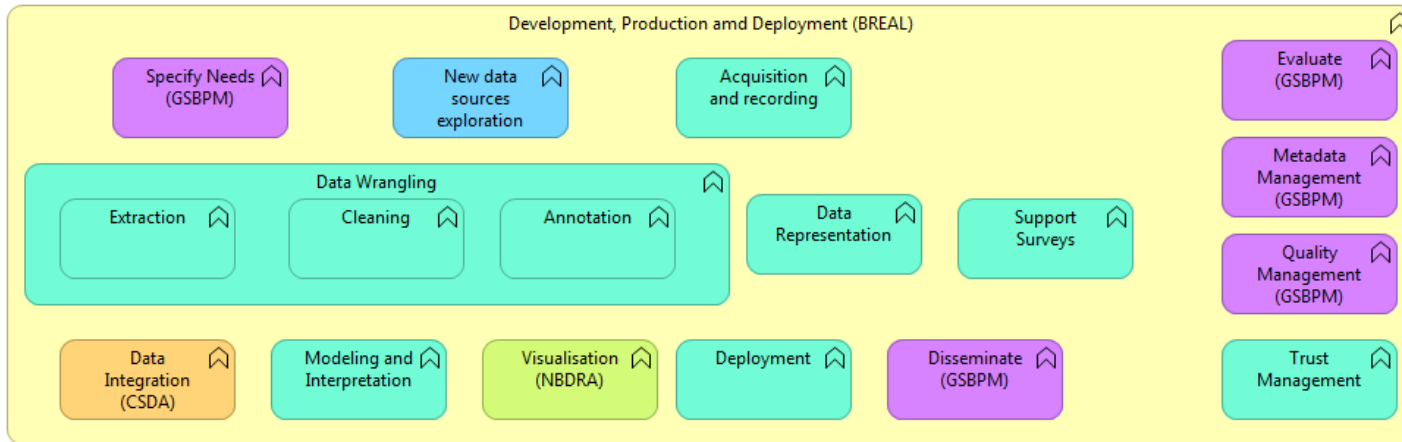 Development, Production amd Deployment (BREAL)
Specify Needs
(GSBPM)
New data
sources
exploration
Acquisition
and recording
Evaluate
(GSBPM)
Metadata
Management
(GSBPM)
Data Wrangling
Extraction
Cleaning
Annotation
Data
Representation
Support
Surveys
Quality
Management
(GSBPM)
Data
Integration
(CSDA)
Modeling and
Interpretation
Visualisation
(NBDRA)
Deployment
Disseminate
(GSBPM)
Trust
Management